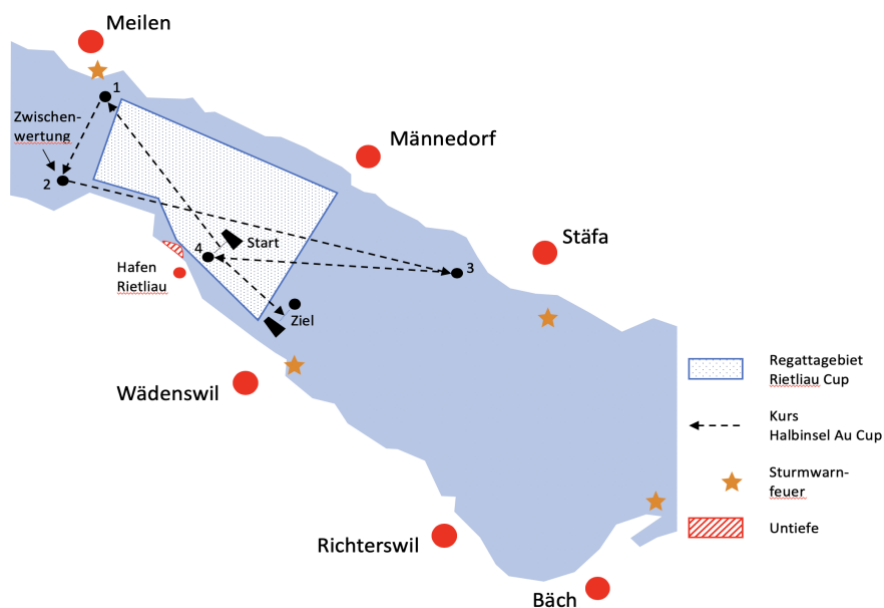 Meilen
1
Zwischen-
wertung
2
Männedorf
4
Start
Stäfa
3
Hafen
Rietliau
Ziel
Wädenswil
Regattagebiet
Rietliau Cup
Kurs
Halbinsel Au Cup
Sturmwarn-
feuer
Untiefe
Richterswil
Bäch